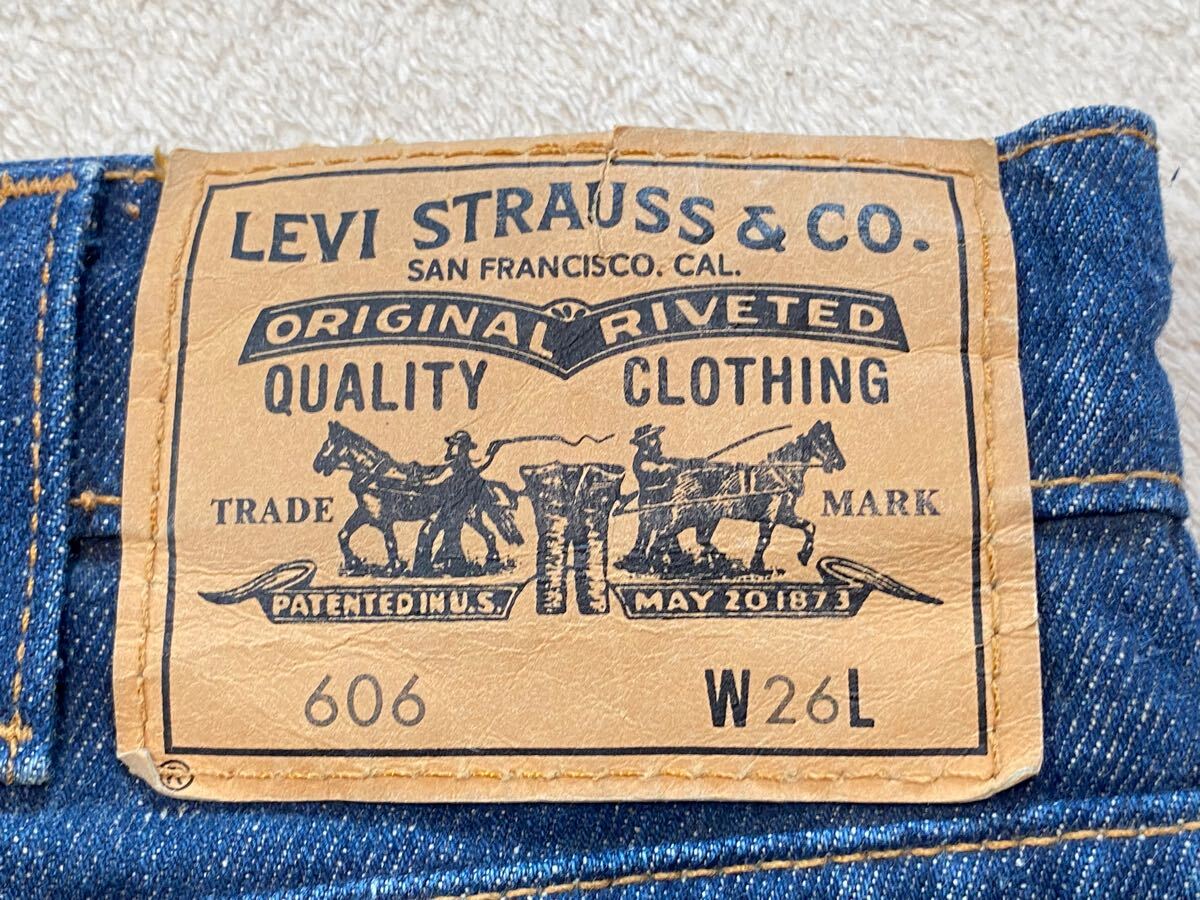 LEVI STRAUSS & CO.
SAN FRANCISCO. CAL.
ORIGINAL RIVETED
QUALITY CLOTHING
TRADE MARK
PATENTED IN U.S. MAY 20 1873
606 W26L
®